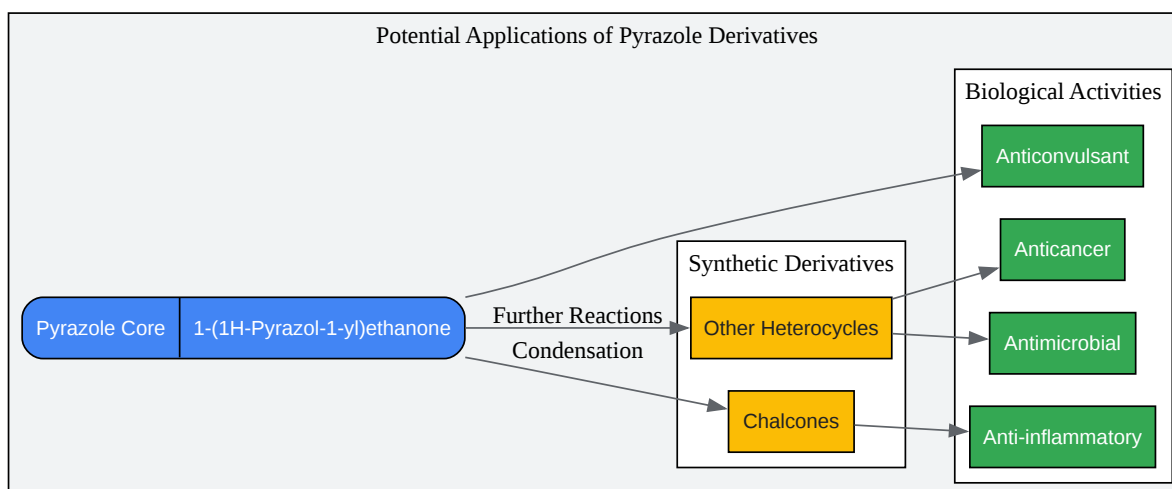 Potential Applications of Pyrazole Derivatives
Biological Activities
Anticonvulsant
Synthetic Derivatives
Anticancer
Pyrazole Core
1-(1H-Pyrazol-1-yl)ethanone
Further Reactions
Other Heterocycles
Antimicrobial
Condensation
Chalcones
Anti-inflammatory